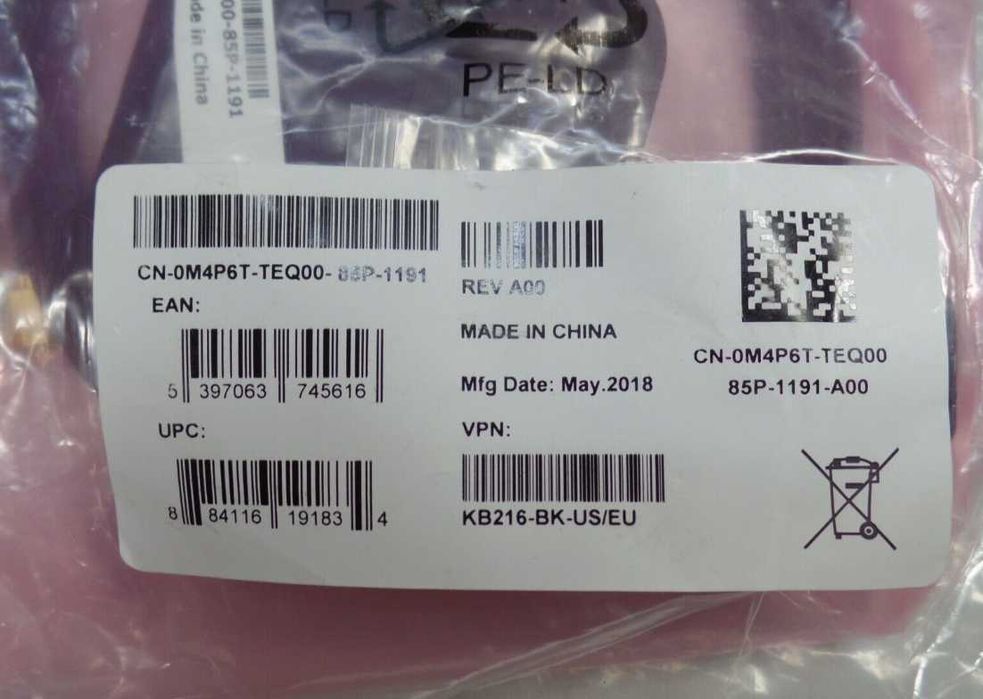 00-85P-1191
de in China
PE-LD
CN-0M4P6T-TEQ00- 85P-1191
EAN:
5 397063 745616
UPC:
8 84116 19183 4
REV A00
MADE IN CHINA
Mfg Date: May.2018
VPN:
KB216-BK-US/EU
CN-0M4P6T-TEQ00
85P-1191-A00